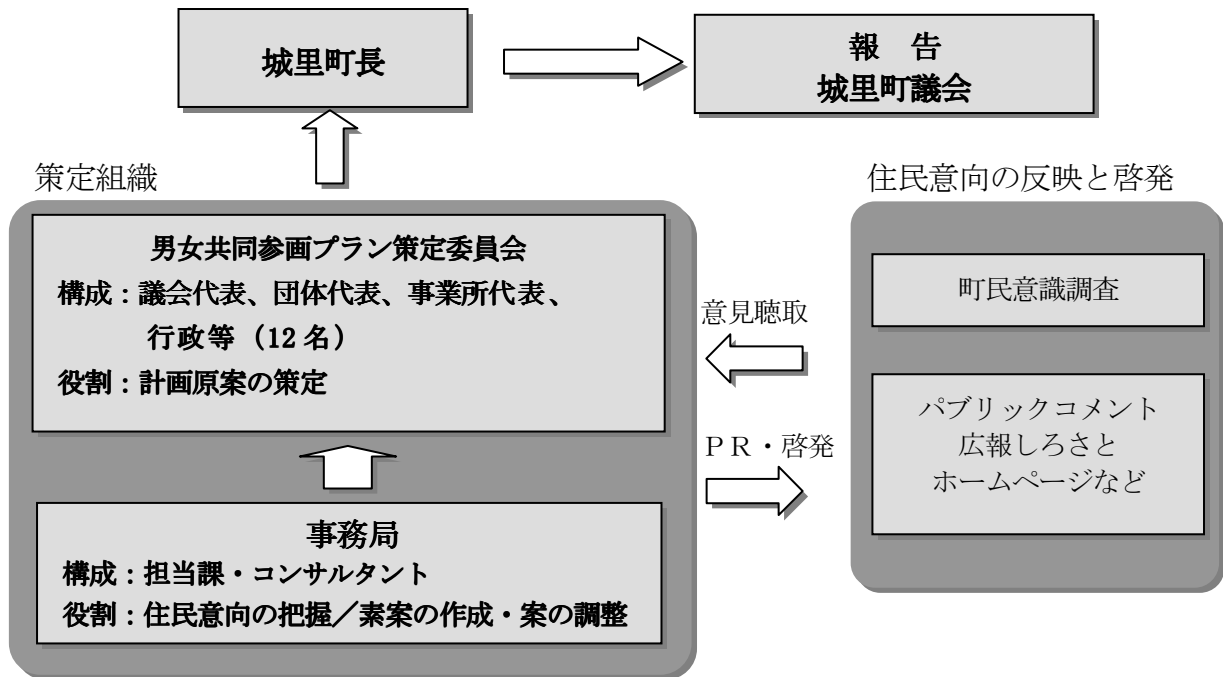 城里町長
報　告
城里町議会
策定組織
男女共同参画プラン策定委員会
構成：議会代表、団体代表、事業所代表、
行政等（12名）
役割：計画原案の策定
事務局
構成：担当課・コンサルタント
役割：住民意向の把握／素案の作成・案の調整
意見聴取
ＰＲ・啓発
住民意向の反映と啓発
町民意識調査
パブリックコメント
広報しろさと
ホームページなど